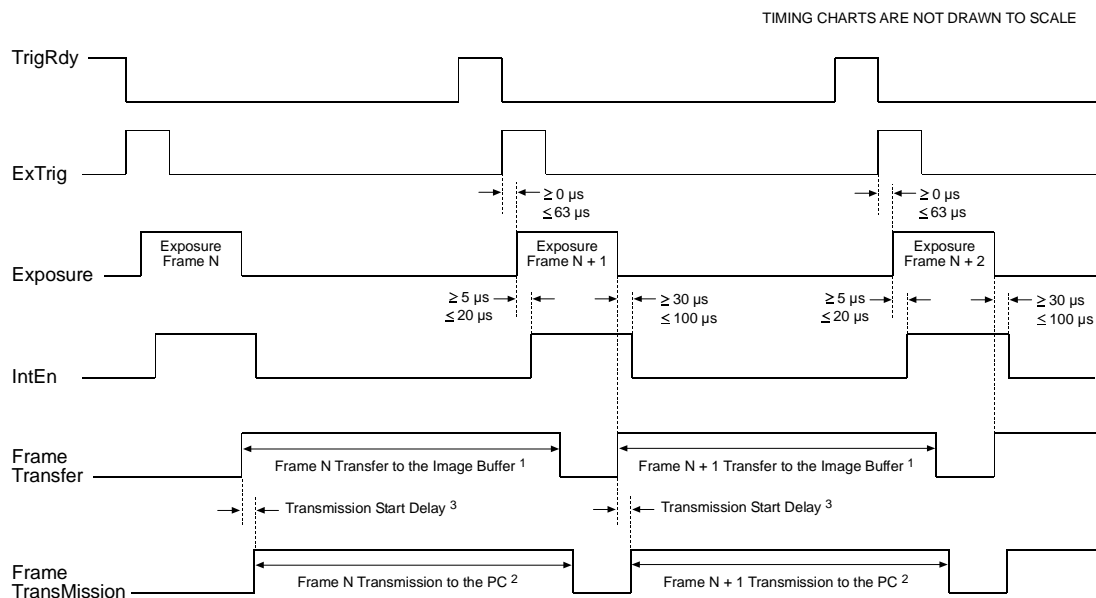 TIMING CHARTS ARE NOT DRAWN TO SCALE
TrigRdy
ExTrig
≥ 0 µs
≤ 63 µs
≥ 0 µs
≤ 63 µs
Exposure
Exposure
Frame N
Exposure
Frame N + 1
Exposure
Frame N + 2
≥ 5 µs
≤ 20 µs
≥ 30 µs
≤ 100 µs
≥ 5 µs
≤ 20 µs
≥ 30 µs
≤ 100 µs
IntEn
Frame
Transfer
Frame N Transfer to the Image Buffer 1
Frame N + 1 Transfer to the Image Buffer 1
Transmission Start Delay 3
Transmission Start Delay 3
Frame
TransMission
Frame N Transmission to the PC 2
Frame N + 1 Transmission to the PC 2